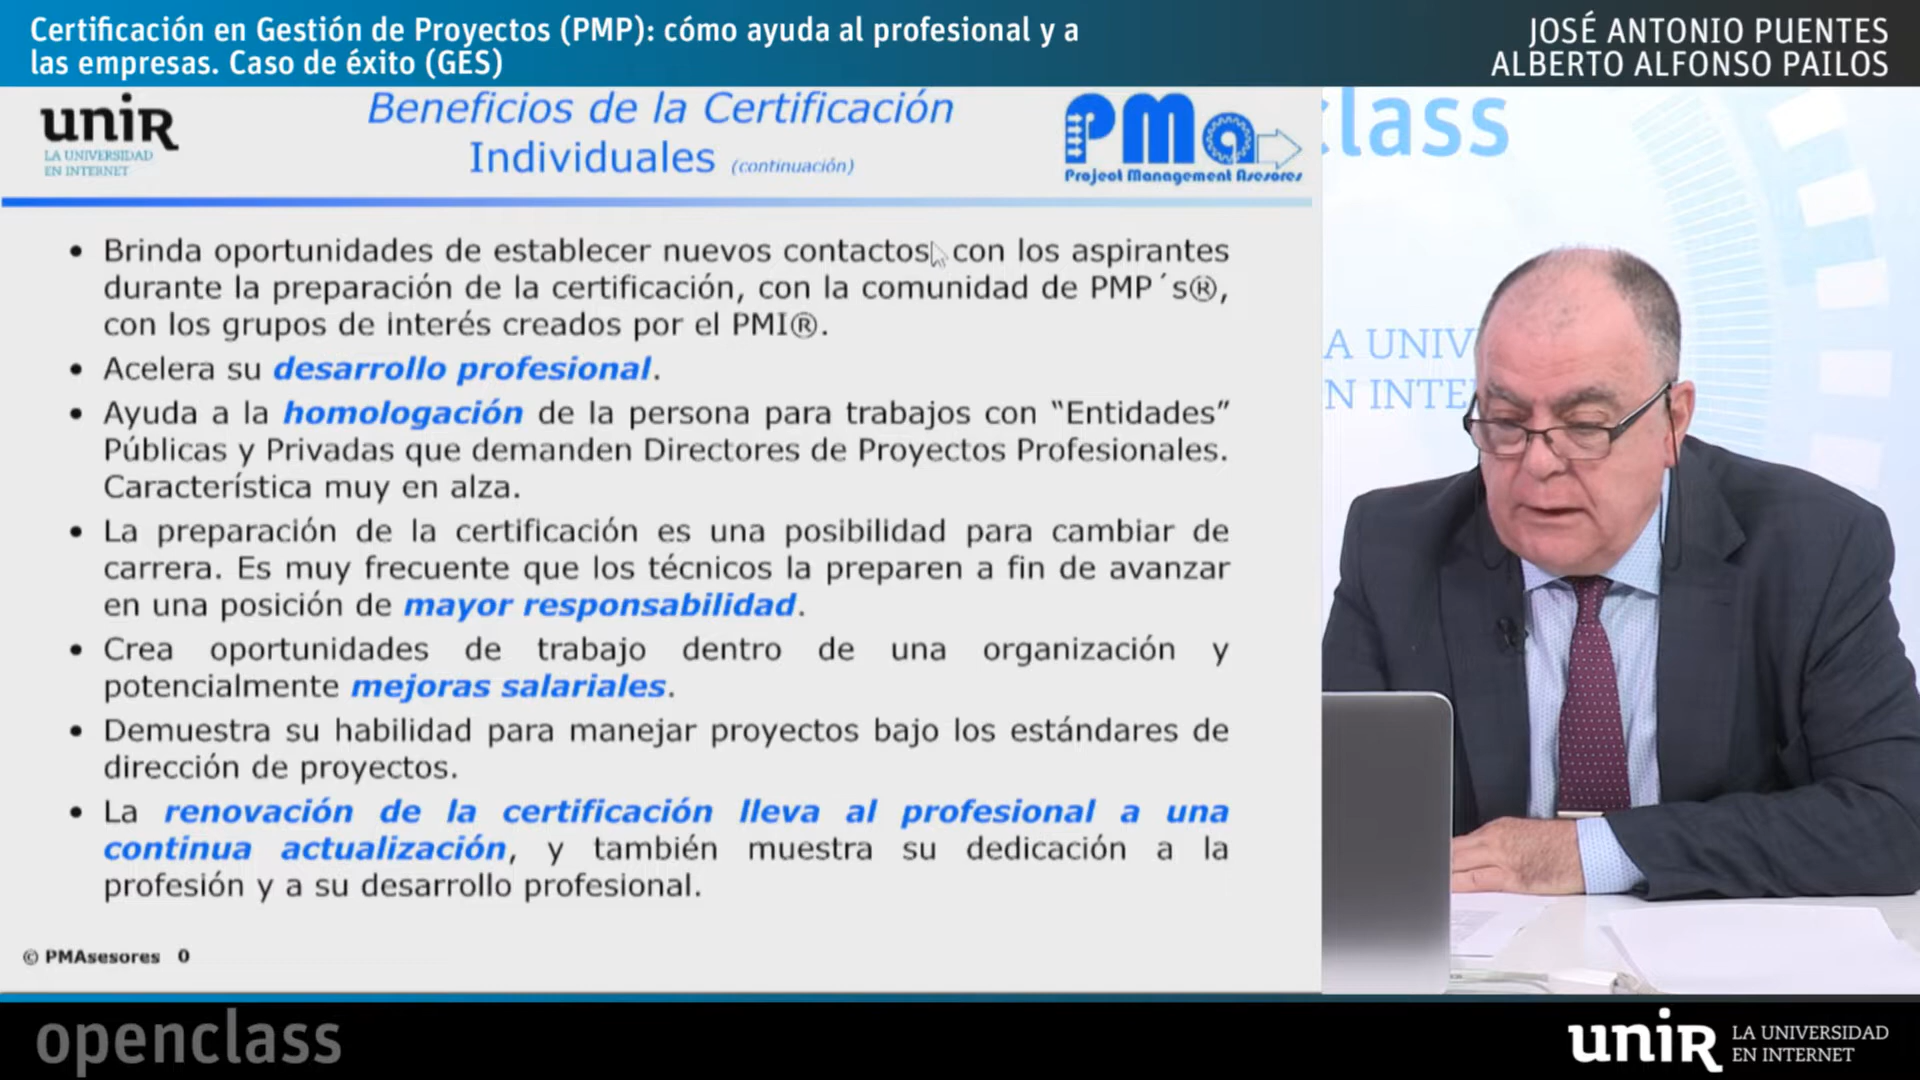 Certificación en Gestión de Proyectos (PMP): cómo ayuda al profesional y a
las empresas. Caso de éxito (GES)
JOSÉ ANTONIO PUENTES
ALBERTO ALFONSO PAILOS
uniR
LA UNIVERSIDAD
EN INTERNET
Beneficios de la Certificación
Individuales (continuación)
PMa
Project Management Asesores
class
A UNIV
N INTE
• Brinda oportunidades de establecer nuevos contactos, con los aspirantes
durante la preparación de la certificación, con la comunidad de PMP´s®,
con los grupos de interés creados por el PMI®.
• Acelera su desarrollo profesional.
• Ayuda a la homologación de la persona para trabajos con “Entidades”
Públicas y Privadas que demanden Directores de Proyectos Profesionales.
Característica muy en alza.
• La preparación de la certificación es una posibilidad para cambiar de
carrera. Es muy frecuente que los técnicos la preparen a fin de avanzar
en una posición de mayor responsabilidad.
• Crea oportunidades de trabajo dentro de una organización y
potencialmente mejoras salariales.
• Demuestra su habilidad para manejar proyectos bajo los estándares de
dirección de proyectos.
• La renovación de la certificación lleva al profesional a una
continua actualización, y también muestra su dedicación a la
profesión y a su desarrollo profesional.
© PMAsesores 0
openclass
uniR
LA UNIVERSIDAD
EN INTERNET